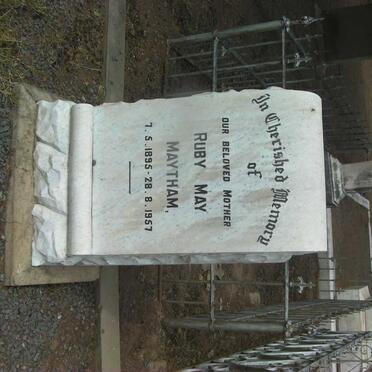 In Cherished Memory
of
OUR BELOVED MOTHER
RUBY MAY
MAYTHAM,
7.5.1895-28.8.1957